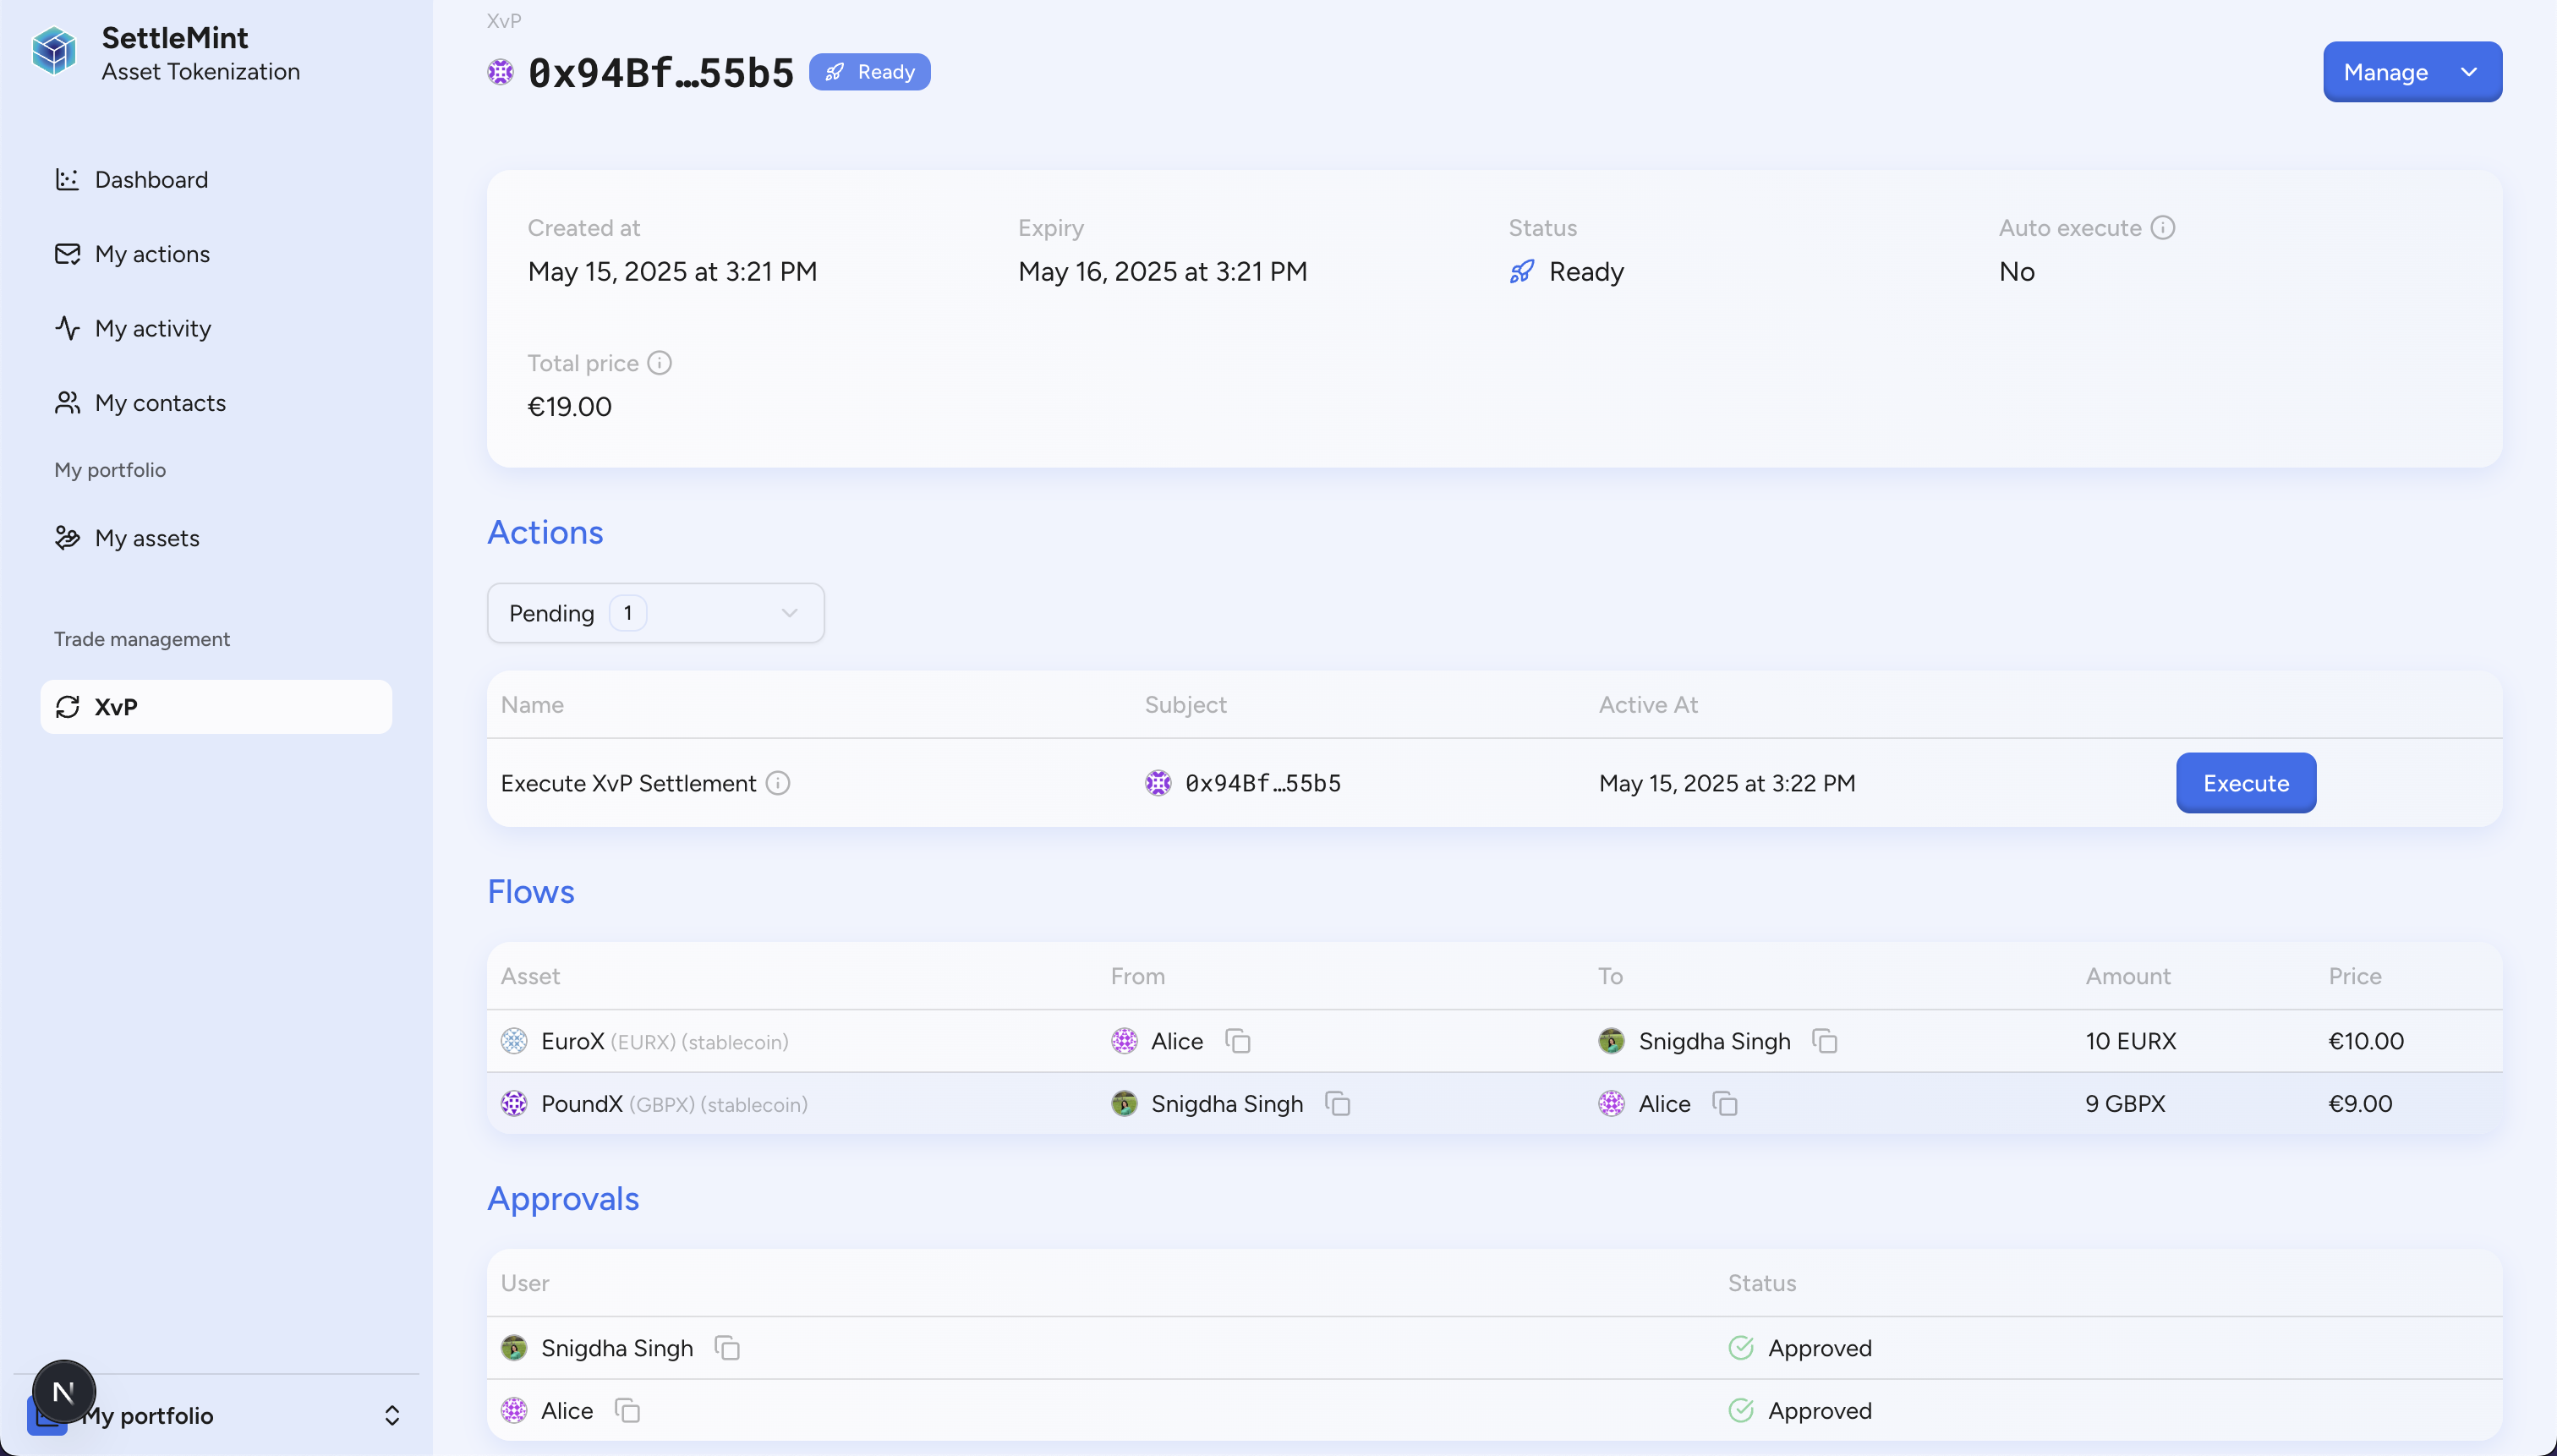 SettleMint
Asset Tokenization
Dashboard
My actions
My activity
My contacts
My portfolio
My assets
Trade management
XvP
N
My portfolio
XvP
0x94Bf…55b5 Ready
Manage
Created at Expiry Status Auto execute
May 15, 2025 at 3:21 PM May 16, 2025 at 3:21 PM Ready No
Total price
€19.00
Actions
Pending 1
Name Subject Active At
Execute XvP Settlement 0x94Bf…55b5 May 15, 2025 at 3:22 PM Execute
Flows
Asset From To Amount Price
EuroX (EURX) (stablecoin) Alice Snigdha Singh 10 EURX €10.00
PoundX (GBPX) (stablecoin) Snigdha Singh Alice 9 GBPX €9.00
Approvals
User Status
Snigdha Singh Approved
Alice Approved